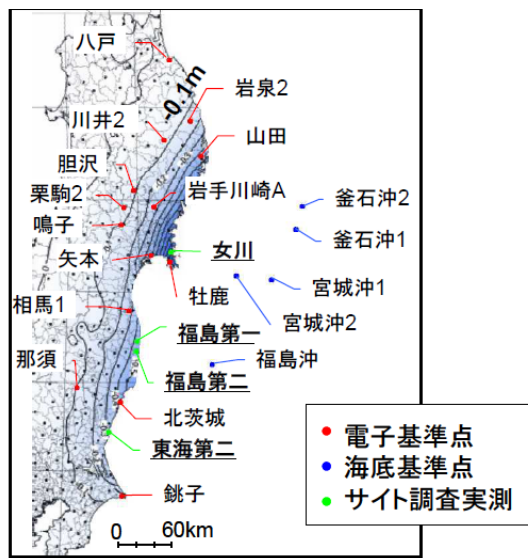 八戸
-0.1m
岩泉2
川井2
山田
胆沢
栗駒2
岩手川崎A
釜石沖2
鳴子
釜石沖1
女川
矢本
牡鹿
宮城沖1
相馬1
宮城沖2
福島第一
那須
福島沖
福島第二
北茨城
東海第二
銚子
0 60km
電子基準点
海底基準点
サイト調査実測